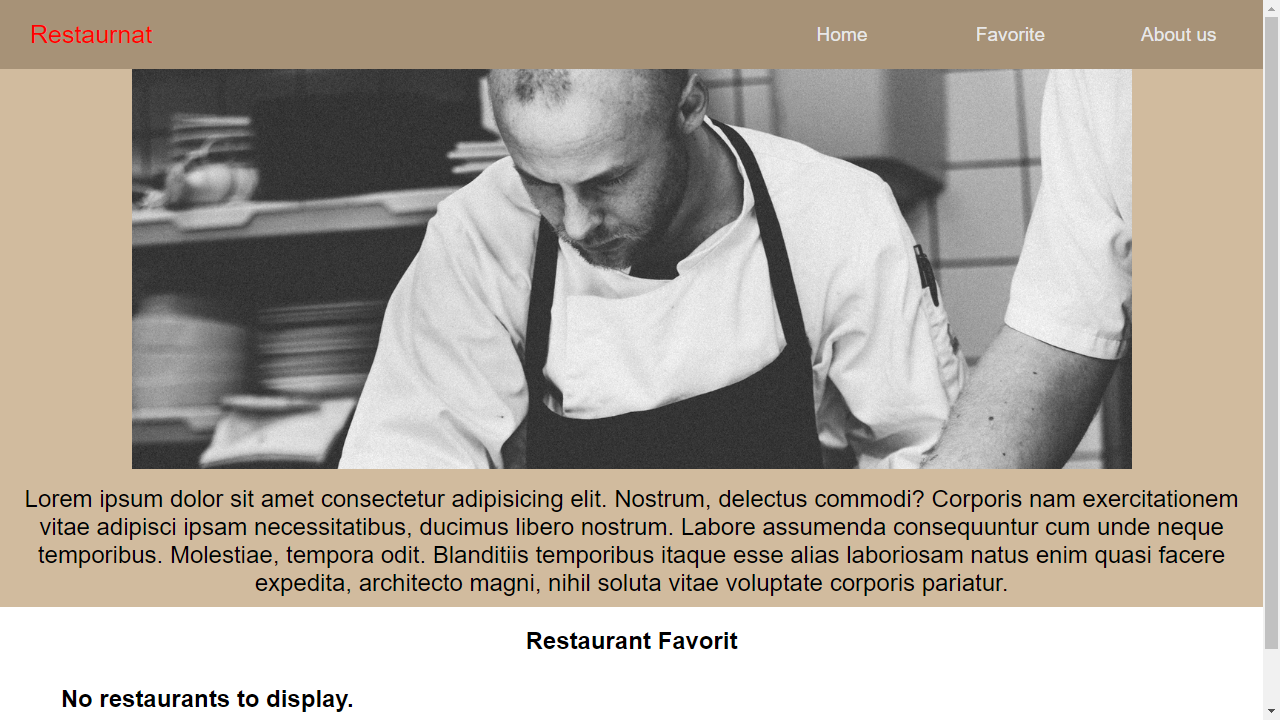 Restaurnat
Home
Favorite
About us
Lorem ipsum dolor sit amet consectetur adipisicing elit. Nostrum, delectus commodi? Corporis nam exercitationem
vitae adipisci ipsam necessitatibus, ducimus libero nostrum. Labore assumenda consequuntur cum unde neque
temporibus. Molestiae, tempora odit. Blanditiis temporibus itaque esse alias laboriosam natus enim quasi facere
expedita, architecto magni, nihil soluta vitae voluptate corporis pariatur.
Restaurant Favorit
No restaurants to display.